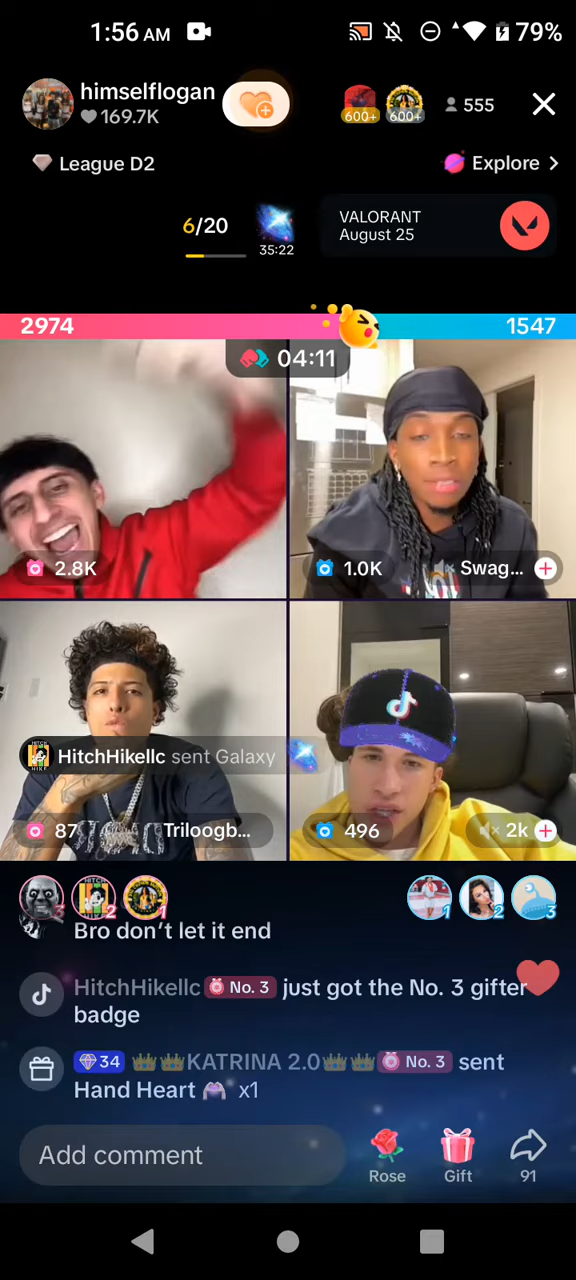 1:56 AM
79%
himselflogan
169.7K
600+
600+
555
League D2
Explore
6/20
35:22
VALORANT
August 25
2974
1547
04:11
2.8K
1.0K
Swag...
HitchHikellc sent Galaxy
87
Triloogb...
496
2k
3
2
1
1
2
3
Bro don't let it end
HitchHikellc No. 3 just got the No. 3 gifter
badge
34 👑👑KATRINA 2.0👑👑 No. 3 sent
Hand Heart x1
Add comment
Rose
Gift
91